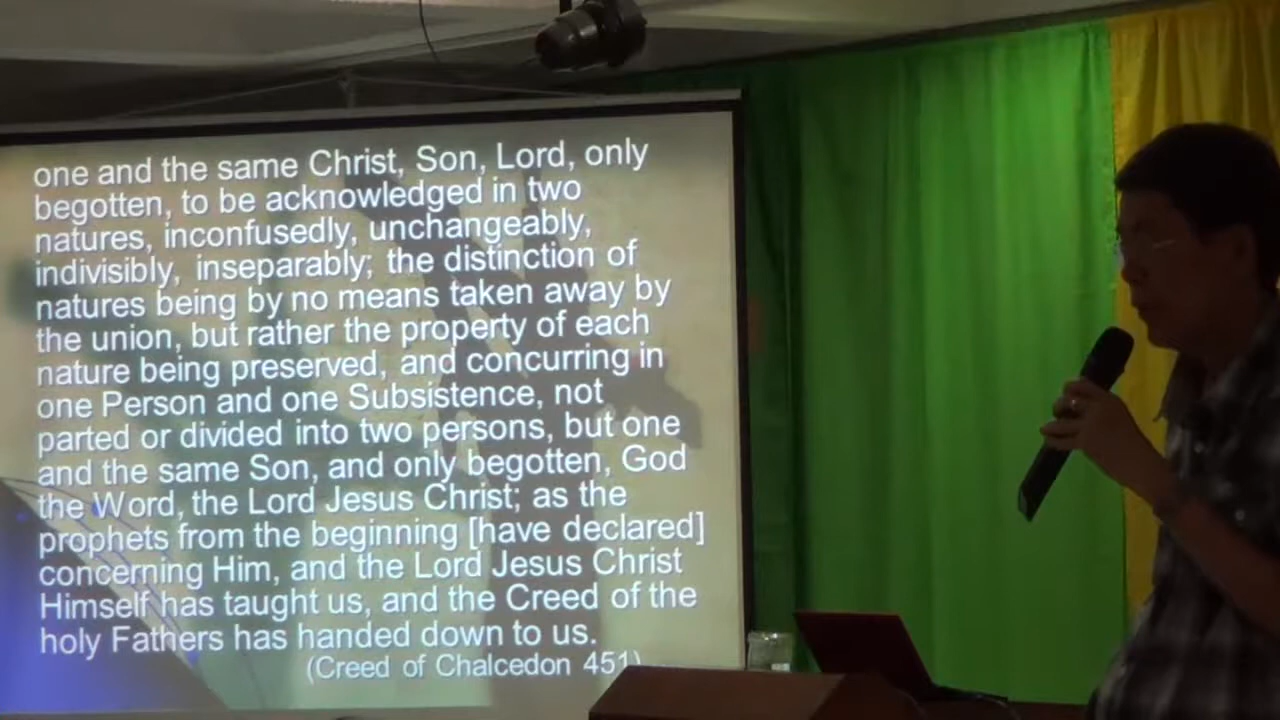 one and the same Christ, Son, Lord, only
begotten, to be acknowledged in two
natures, inconfusedly, unchangeably,
indivisibly, inseparably; the distinction of
natures being by no means taken away by
the union, but rather the property of each
nature being preserved, and concurring in
one Person and one Subsistence, not
parted or divided into two persons, but one
and the same Son, and only begotten, God
the Word, the Lord Jesus Christ; as the
prophets from the beginning [have declared]
concerning Him, and the Lord Jesus Christ
Himself has taught us, and the Creed of the
holy Fathers has handed down to us.
(Creed of Chalcedon 451)